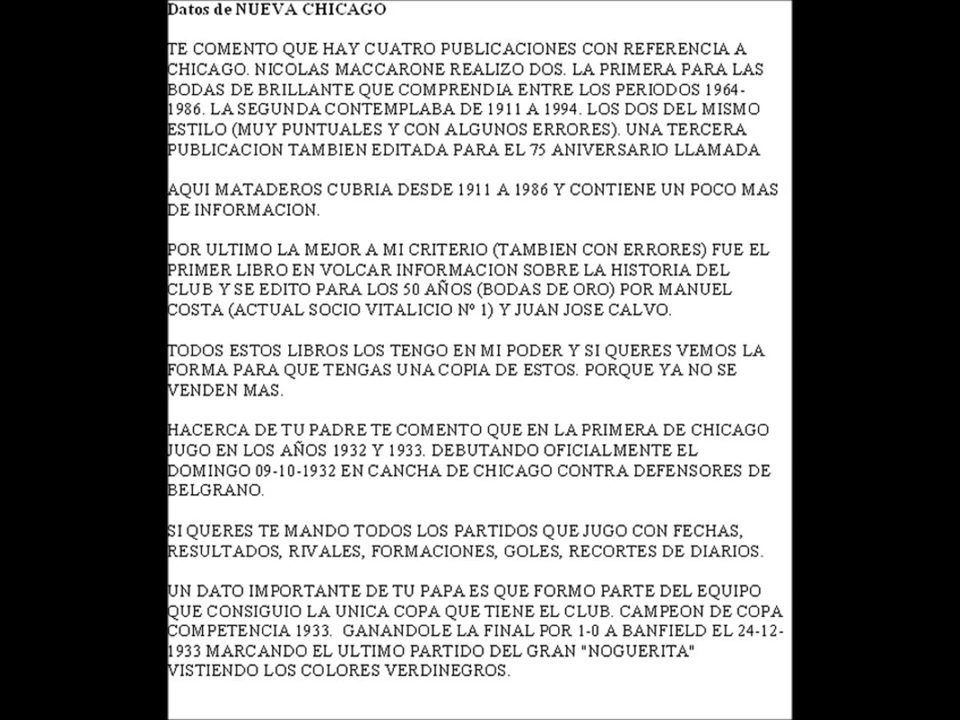 Datos de NUEVA CHICAGO
TE COMENTO QUE HAY CUATRO PUBLICACIONES CON REFERENCIA A
CHICAGO. NICOLAS MACCARONE REALIZO DOS. LA PRIMERA PARA LAS
BODAS DE BRILLANTE QUE COMPRENDIA ENTRE LOS PERIODOS 1964-
1986. LA SEGUNDA CONTEMPLABA DE 1911 A 1994. LOS DOS DEL MISMO
ESTILO (MUY PUNTUALES Y CON ALGUNOS ERRORES). UNA TERCERA
PUBLICACION TAMBIEN EDITADA PARA EL 75 ANIVERSARIO LLAMADA
AQUI MATADEROS CUBRIA DESDE 1911 A 1986 Y CONTIENE UN POCO MAS
DE INFORMACION.
POR ULTIMO LA MEJOR A MI CRITERIO (TAMBIEN CON ERRORES) FUE EL
PRIMER LIBRO EN VOLCAR INFORMACION SOBRE LA HISTORIA DEL
CLUB Y SE EDITO PARA LOS 50 AÑOS (BODAS DE ORO) POR MANUEL
COSTA (ACTUAL SOCIO VITALICIO Nº 1) Y JUAN JOSE CALVO.
TODOS ESTOS LIBROS LOS TENGO EN MI PODER Y SI QUERES VEMOS LA
FORMA PARA QUE TENGAS UNA COPIA DE ESTOS. PORQUE YA NO SE
VENDEN MAS.
HACERCA DE TU PADRE TE COMENTO QUE EN LA PRIMERA DE CHICAGO
JUGO EN LOS AÑOS 1932 Y 1933. DEBUTANDO OFICIALMENTE EL
DOMINGO 09-10-1932 EN CANCHA DE CHICAGO CONTRA DEFENSORES DE
BELGRANO.
SI QUERES TE MANDO TODOS LOS PARTIDOS QUE JUGO CON FECHAS,
RESULTADOS, RIVALES, FORMACIONES, GOLES, RECORTES DE DIARIOS.
UN DATO IMPORTANTE DE TU PAPA ES QUE FORMO PARTE DEL EQUIPO
QUE CONSIGUIO LA UNICA COPA QUE TIENE EL CLUB. CAMPEON DE COPA
COMPETENCIA 1933. GANANDOLE LA FINAL POR 1-0 A BANFIELD EL 24-12-
1933 MARCANDO EL ULTIMO PARTIDO DEL GRAN "NOGUERITA"
VISTIENDO LOS COLORES VERDINEGROS.